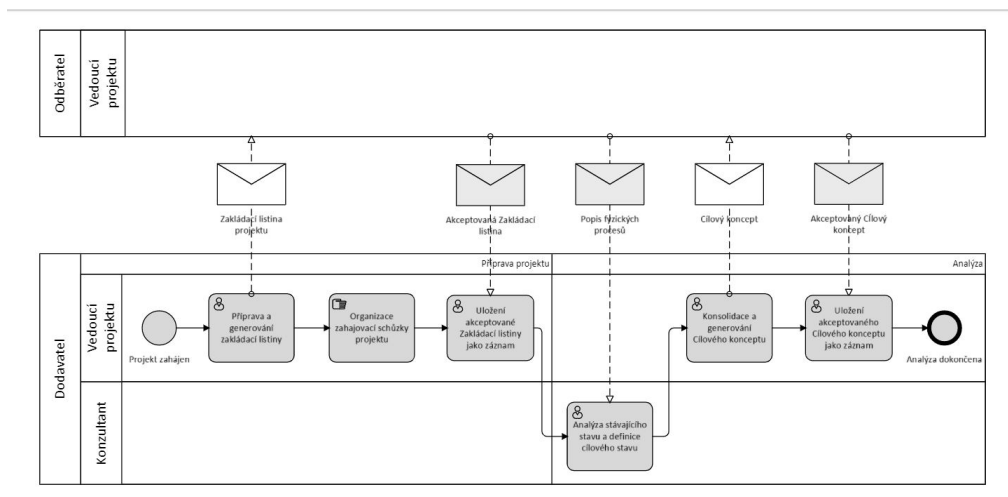 Odběratel
Vedoucí
projektu
Zakládací listina
projektu
Akceptovaná Zakládací
listina
Popis fyzických
procesů
Cílový koncept
Akceptovaný Cílový
koncept
Dodavatel
Příprava projektu
Analýza
Vedoucí
projektu
Projekt zahájen
Příprava a
generování
zakládací listiny
Organizace
zahajovací schůzky
projektu
Uložení
akceptované
Zakládací listiny
jako záznam
Konsolidace a
generování
Cílového konceptu
Uložení
akceptovaného
Cílového konceptu
jako záznam
Analýza dokončena
Konzultant
Analýza stávajícího
stavu a definice
cílového stavu